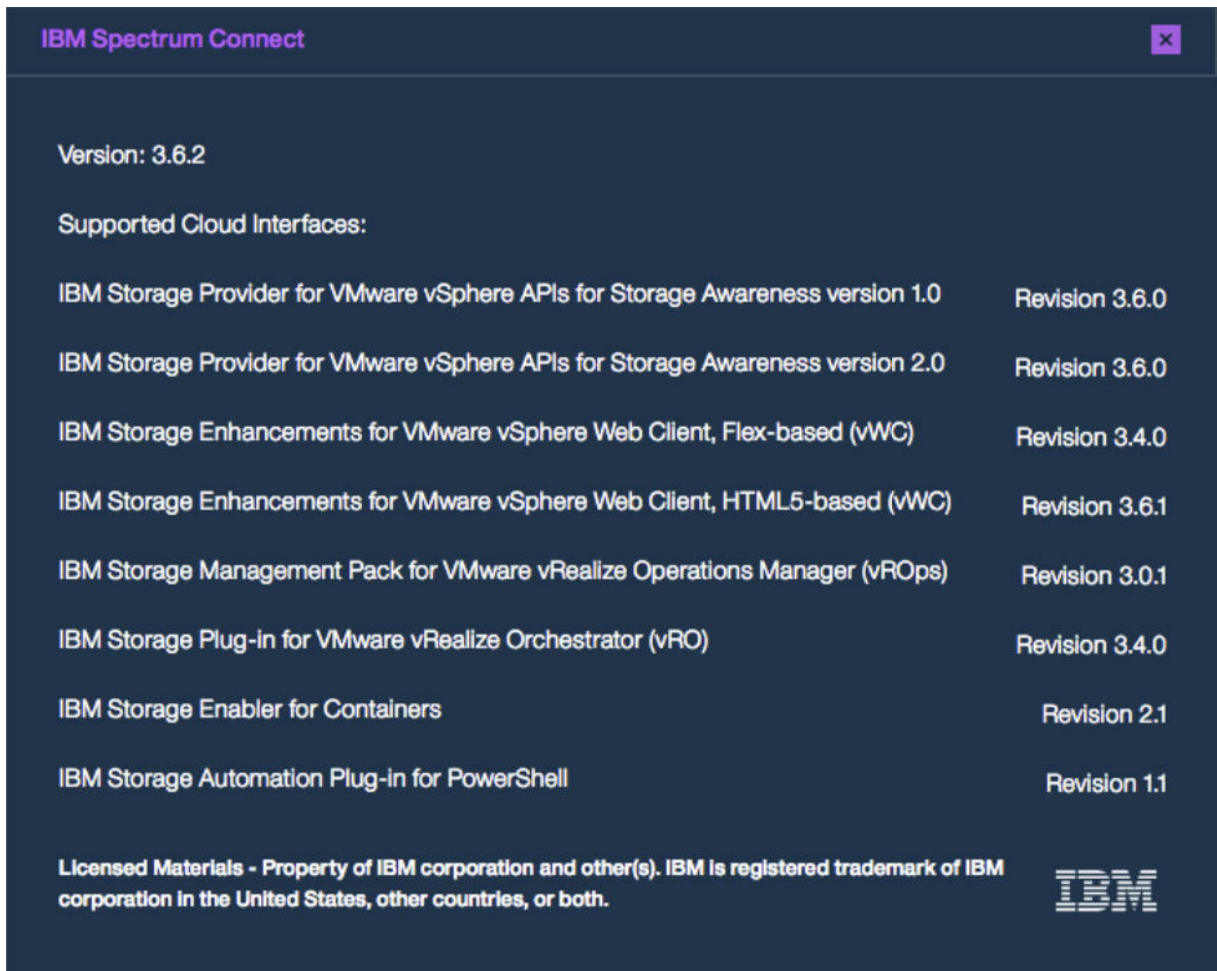 IBM Spectrum Connect
Version: 3.6.2
Supported Cloud Interfaces:
IBM Storage Provider for VMware vSphere APIs for Storage Awareness version 1.0 Revision 3.6.0
IBM Storage Provider for VMware vSphere APIs for Storage Awareness version 2.0 Revision 3.6.0
IBM Storage Enhancements for VMware vSphere Web Client, Flex-based (vWC) Revision 3.4.0
IBM Storage Enhancements for VMware vSphere Web Client, HTML5-based (vWC) Revision 3.6.1
IBM Storage Management Pack for VMware vRealize Operations Manager (vROps) Revision 3.0.1
IBM Storage Plug-in for VMware vRealize Orchestrator (vRO) Revision 3.4.0
IBM Storage Enabler for Containers Revision 2.1
IBM Storage Automation Plug-in for PowerShell Revision 1.1
Licensed Materials - Property of IBM corporation and other(s). IBM is registered trademark of IBM
corporation in the United States, other countries, or both.
IBM